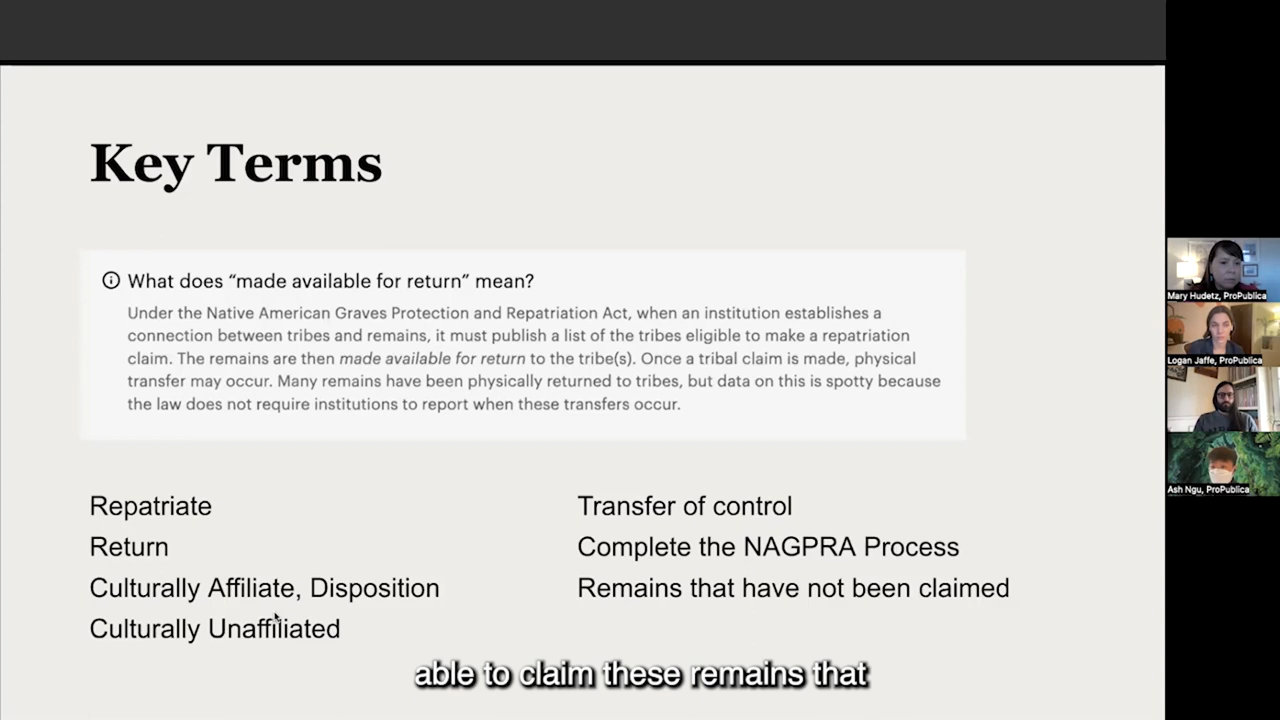 Key Terms
What does “made available for return” mean?
Under the Native American Graves Protection and Repatriation Act, when an institution establishes a
connection between tribes and remains, it must publish a list of the tribes eligible to make a repatriation
claim. The remains are then made available for return to the tribe(s). Once a tribal claim is made, physical
transfer may occur. Many remains have been physically returned to tribes, but data on this is spotty because
the law does not require institutions to report when these transfers occur.
Repatriate
Return
Culturally Affiliate, Disposition
Culturally Unaffiliated
Transfer of control
Complete the NAGPRA Process
Remains that have not been claimed
able to claim these remains that
Mary Hudetz, ProPublica
Logan Jaffe, ProPublica
Ash Ngu, ProPublica